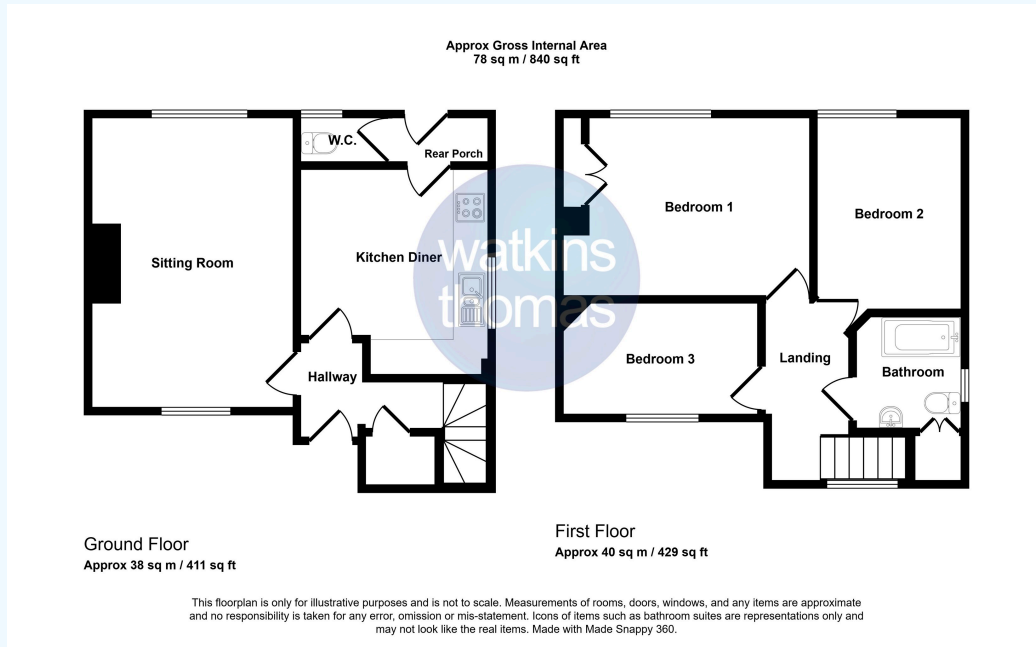 Approx Gross Internal Area
78 sq m / 840 sq ft
W.C.
Rear Porch
Sitting Room
Kitchen Diner
Hallway
Bedroom 1
Bedroom 2
Bedroom 3
Landing
Bathroom
watkins
thomas
Ground Floor
Approx 38 sq m / 411 sq ft
First Floor
Approx 40 sq m / 429 sq ft
This floorplan is only for illustrative purposes and is not to scale. Measurements of rooms, doors, windows, and any items are approximate
and no responsibility is taken for any error, omission or mis-statement. Icons of items such as bathroom suites are representations only and
may not look like the real items. Made with Made Snappy 360.